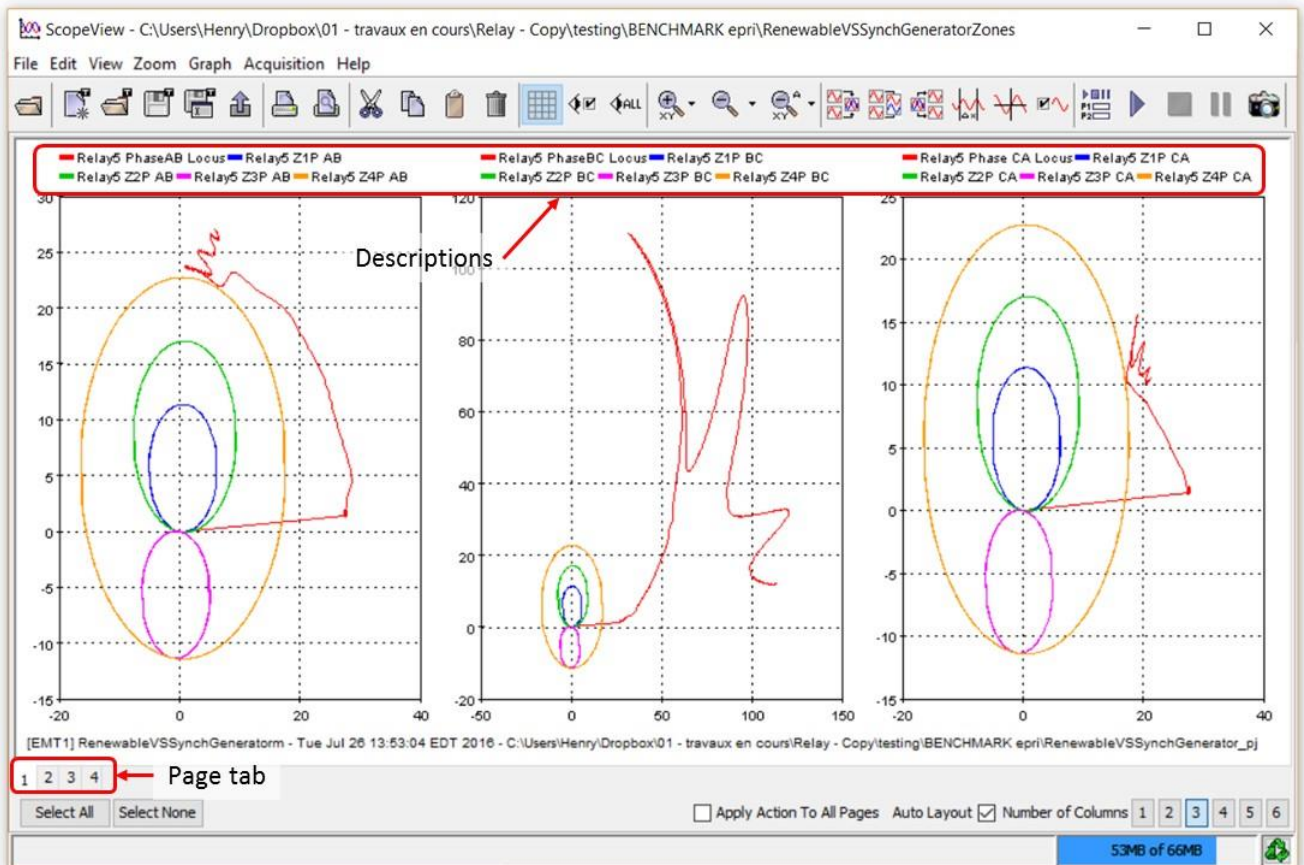 ScopeView - C:\Users\Henry\Dropbox\01 - travaux en cours\Relay - Copy\testing\BENCHMARK epri\RenewableVSSynchGeneratorZones
File Edit View Zoom Graph Acquisition Help
ALL XY XY A XY P1 P2
Relay5 PhaseAB Locus Relay5 Z1P AB
Relay5 Z2P AB Relay5 Z3P AB Relay5 Z4P AB
Relay5 PhaseBC Locus Relay5 Z1P BC
Relay5 Z2P BC Relay5 Z3P BC Relay5 Z4P BC
Relay5 Phase CA Locus Relay5 Z1P CA
Relay5 Z2P CA Relay5 Z3P CA Relay5 Z4P CA
Descriptions
30
25
20
15
10
5
0
-5
-10
-15
-20 0 20 40
120
100
80
60
40
20
0
-20
-50 0 50 100 150
25
20
15
10
5
0
-5
-10
-15
-20 0 20 40
[EMT1] RenewableVSSynchGeneratorm - Tue Jul 26 13:53:04 EDT 2016 - C:\Users\Henry\Dropbox\01 - travaux en cours\Relay - Copy\testing\BENCHMARK epri\RenewableVSSynchGenerator_pj
1 2 3 4
Page tab
Select All Select None Apply Action To All Pages Auto Layout Number of Columns 1 2 3 4 5 6
53MB of 66MB